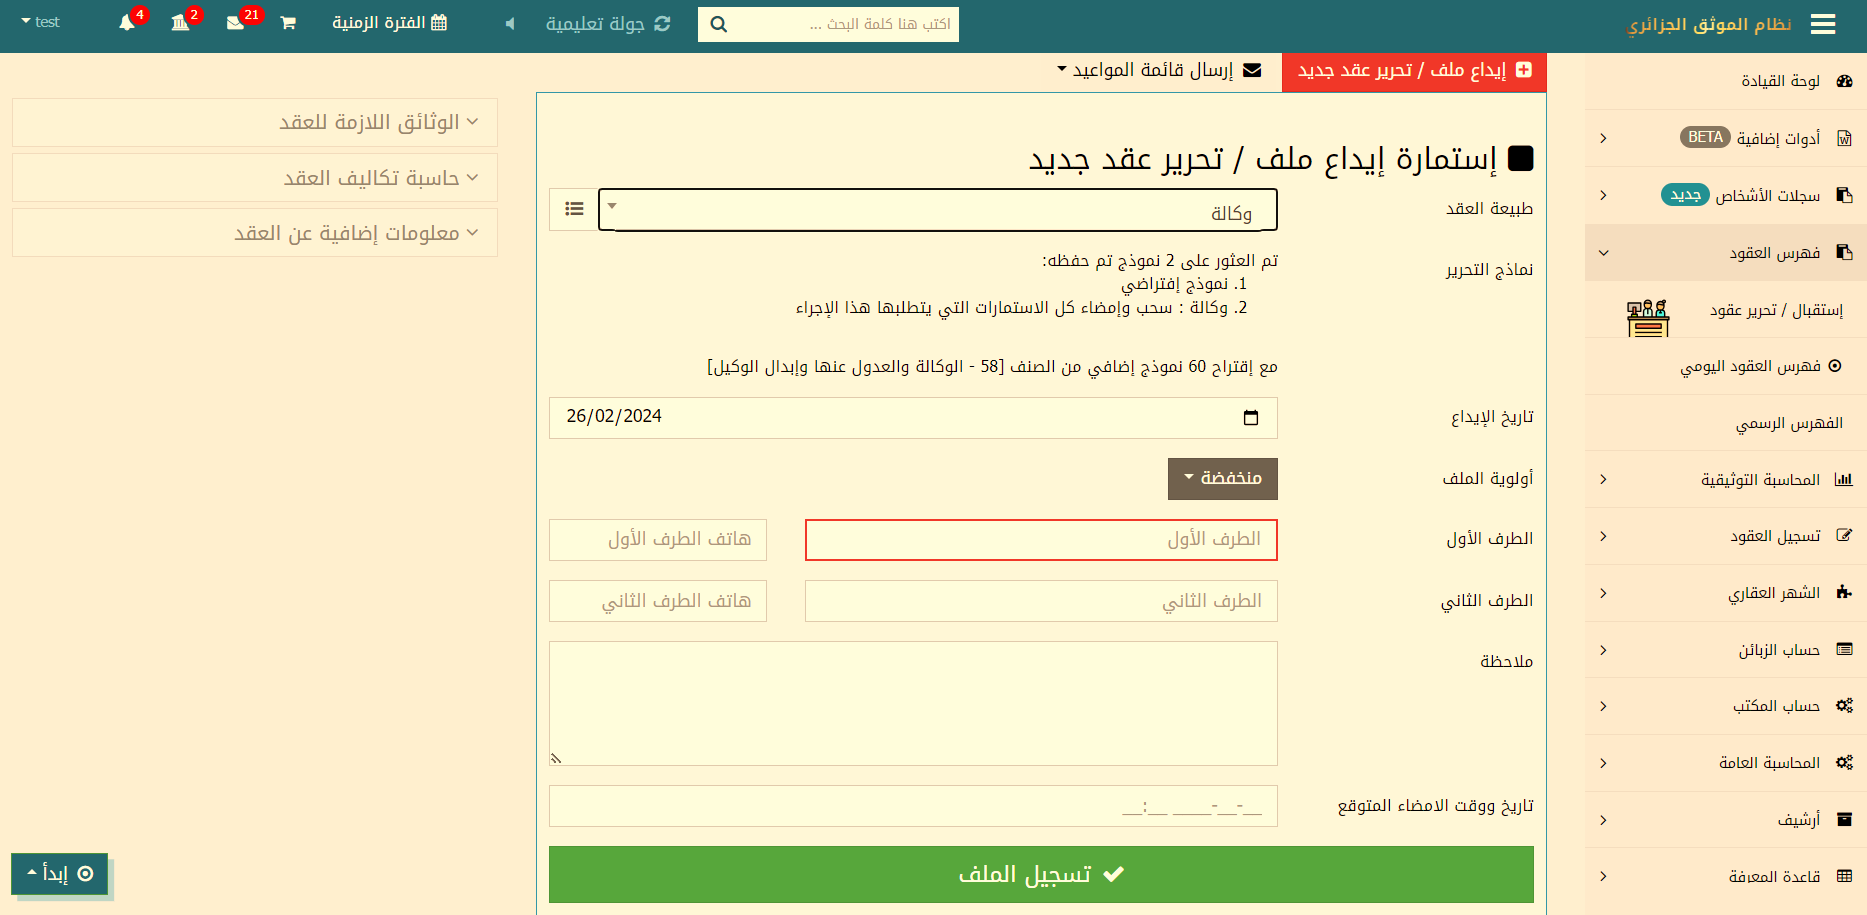 نظام الموثق الجزائري
اكتب هنا كلمة البحث ...
جولة تعليمية
الفترة الزمنية
21
2
4
test
لوحة القيادة
أدوات إضافية BETA
سجلات الأشخاص جديد
فهرس العقود
إستقبال / تحرير عقود
فهرس العقود اليومي
الفهرس الرسمي
المحاسبة التوثيقية
تسجيل العقود
الشهر العقاري
حساب الزبائن
حساب المكتب
المحاسبة العامة
أرشيف
قاعدة المعرفة
إيداع ملف / تحرير عقد جديد
إرسال قائمة المواعيد
إستمارة إيداع ملف / تحرير عقد جديد
طبيعة العقد
وكالة
نماذج التحرير
تم العثور على 2 نموذج تم حفظه:
1. نموذج إفتراضي
2. وكالة : سحب وإمضاء كل الاستمارات التي يتطلبها هذا الإجراء
مع إقتراح 60 نموذج إضافي من الصنف [58 - الوكالة والعدول عنها وإبدال الوكيل]
تاريخ الإيداع
26/02/2024
أولوية الملف
منخفضة
الطرف الأول
الطرف الأول
هاتف الطرف الأول
الطرف الثاني
الطرف الثاني
هاتف الطرف الثاني
ملاحظة
تاريخ ووقت الامضاء المتوقع
__-__-____ __:__
تسجيل الملف
الوثائق اللازمة للعقد
حاسبة تكاليف العقد
معلومات إضافية عن العقد
إبدأ